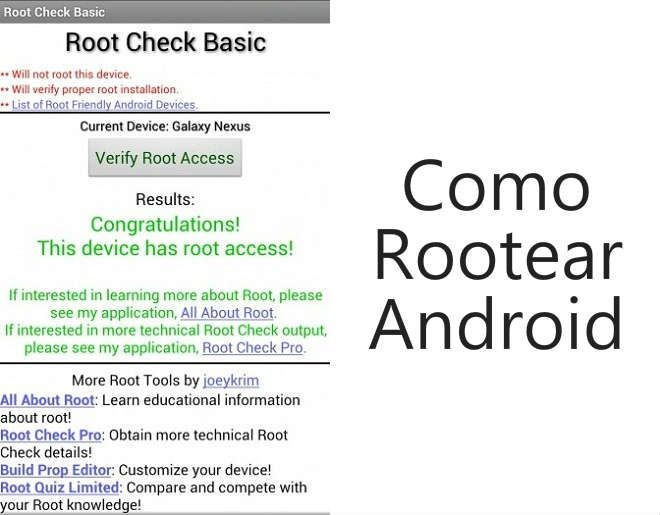 Root Check Basic
Root Check Basic
** Will not root this device.
** Will verify proper root installation.
** List of Root Friendly Android Devices.
Current Device: Galaxy Nexus
Verify Root Access
Results:
Congratulations!
This device has root access!
If interested in learning more about Root, please
see my application, All About Root.
If interested in more technical Root Check output,
please see my application, Root Check Pro.
More Root Tools by joeykrim
All About Root: Learn educational information
about root!
Root Check Pro: Obtain more technical Root
Check details!
Build Prop Editor: Customize your device!
Root Quiz Limited: Compare and compete with
your Root knowledge!
Como
Rootear
Android